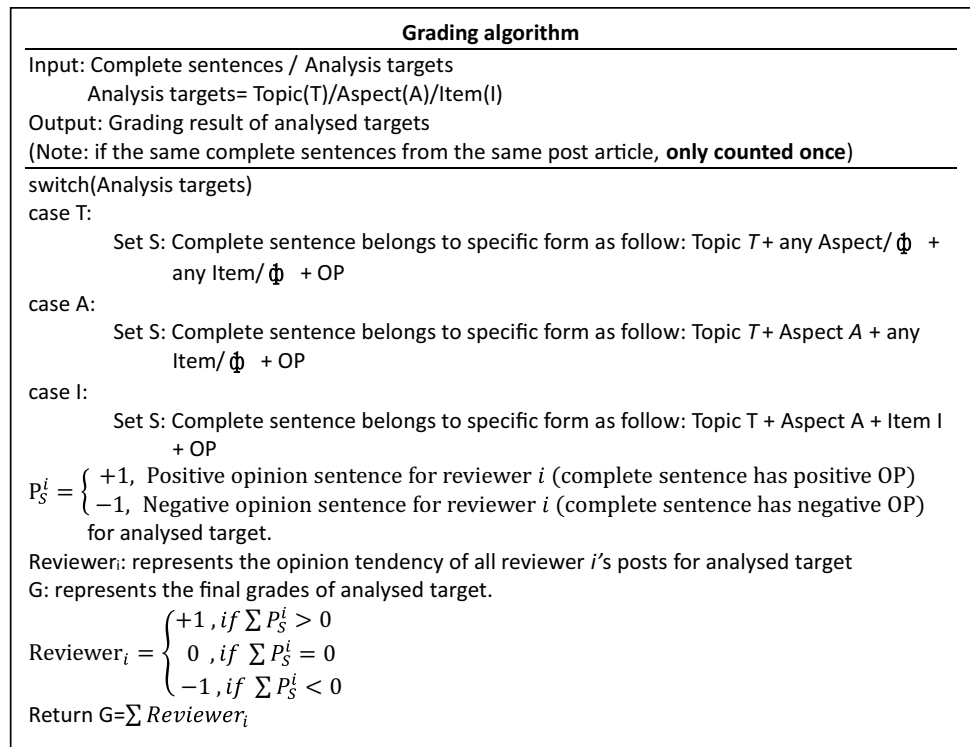 Grading algorithm
Input: Complete sentences / Analysis targets
Analysis targets= Topic(T)/Aspect(A)/Item(I)
Output: Grading result of analysed targets
(Note: if the same complete sentences from the same post article, only counted once)
switch(Analysis targets)
case T:
Set S: Complete sentence belongs to specific form as follow: Topic T + any Aspect/ ф +
any Item/ ф + OP
case A:
Set S: Complete sentence belongs to specific form as follow: Topic T + Aspect A + any
Item/ ф + OP
case I:
Set S: Complete sentence belongs to specific form as follow: Topic T + Aspect A + Item I
+ OP
P_S^i = { +1, Positive opinion sentence for reviewer i (complete sentence has positive OP)
−1, Negative opinion sentence for reviewer i (complete sentence has negative OP)
for analysed target.
Reviewerᵢ: represents the opinion tendency of all reviewer i's posts for analysed target
G: represents the final grades of analysed target.
Reviewer_i = { +1 , if ∑ P_S^i > 0
0 , if ∑ P_S^i = 0
−1 , if ∑ P_S^i < 0
Return G=∑ Reviewer_i